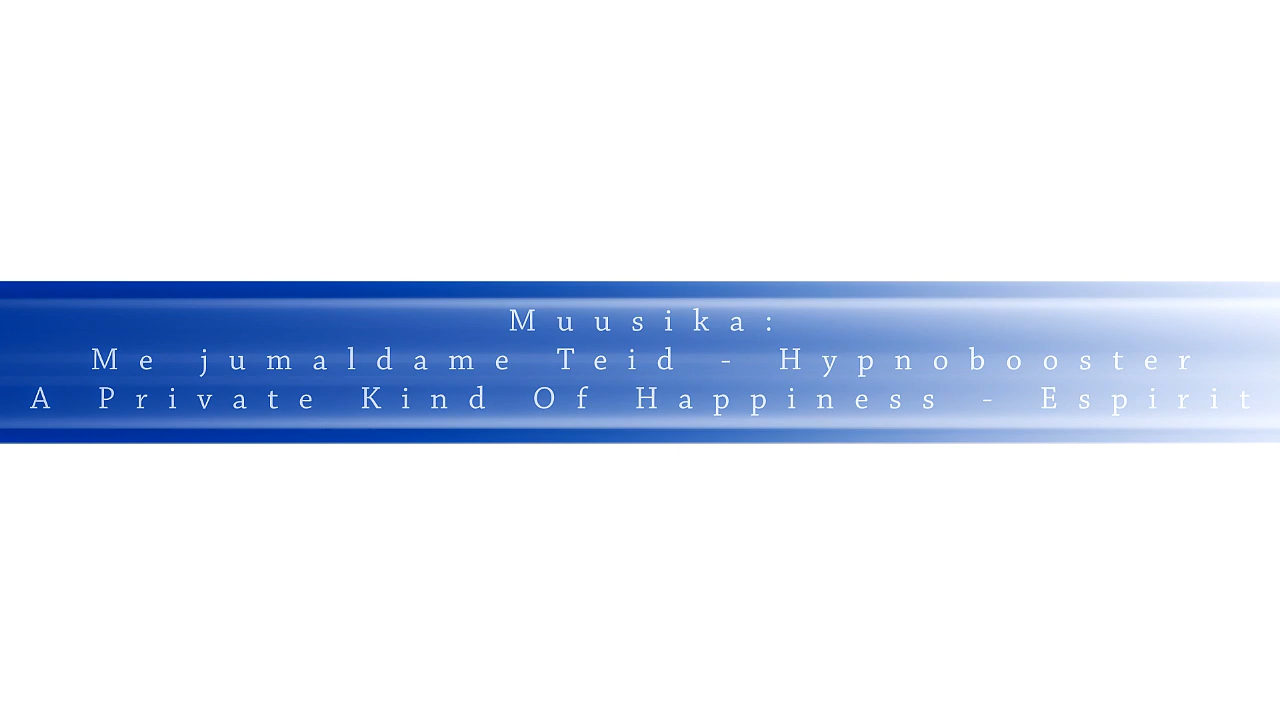 Muusika:
Me jumaldame Teid - Hypnobooster
A Private Kind Of Happiness - Espirit